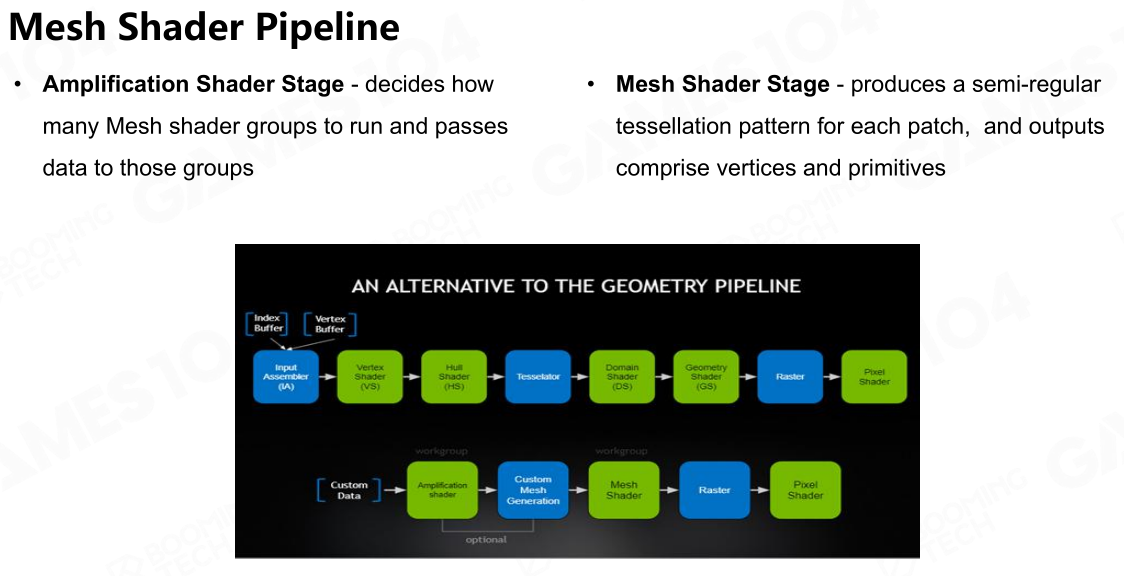 Mesh Shader Pipeline
• Amplification Shader Stage - decides how
many Mesh shader groups to run and passes
data to those groups
• Mesh Shader Stage - produces a semi-regular
tessellation pattern for each patch, and outputs
comprise vertices and primitives
AN ALTERNATIVE TO THE GEOMETRY PIPELINE
Index
Buffer
Vertex
Buffer
Input
Assembler
(IA)
Vertex
Shader
(VS)
Hull
Shader
(HS)
Tesselator
Domain
Shader
(DS)
Geometry
Shader
(GS)
Raster
Pixel
Shader
workgroup
workgroup
Custom
Data
Amplification
shader
Custom
Mesh
Generation
Mesh
Shader
Raster
Pixel
Shader
optional
GAMES104
BOOMING
TECH